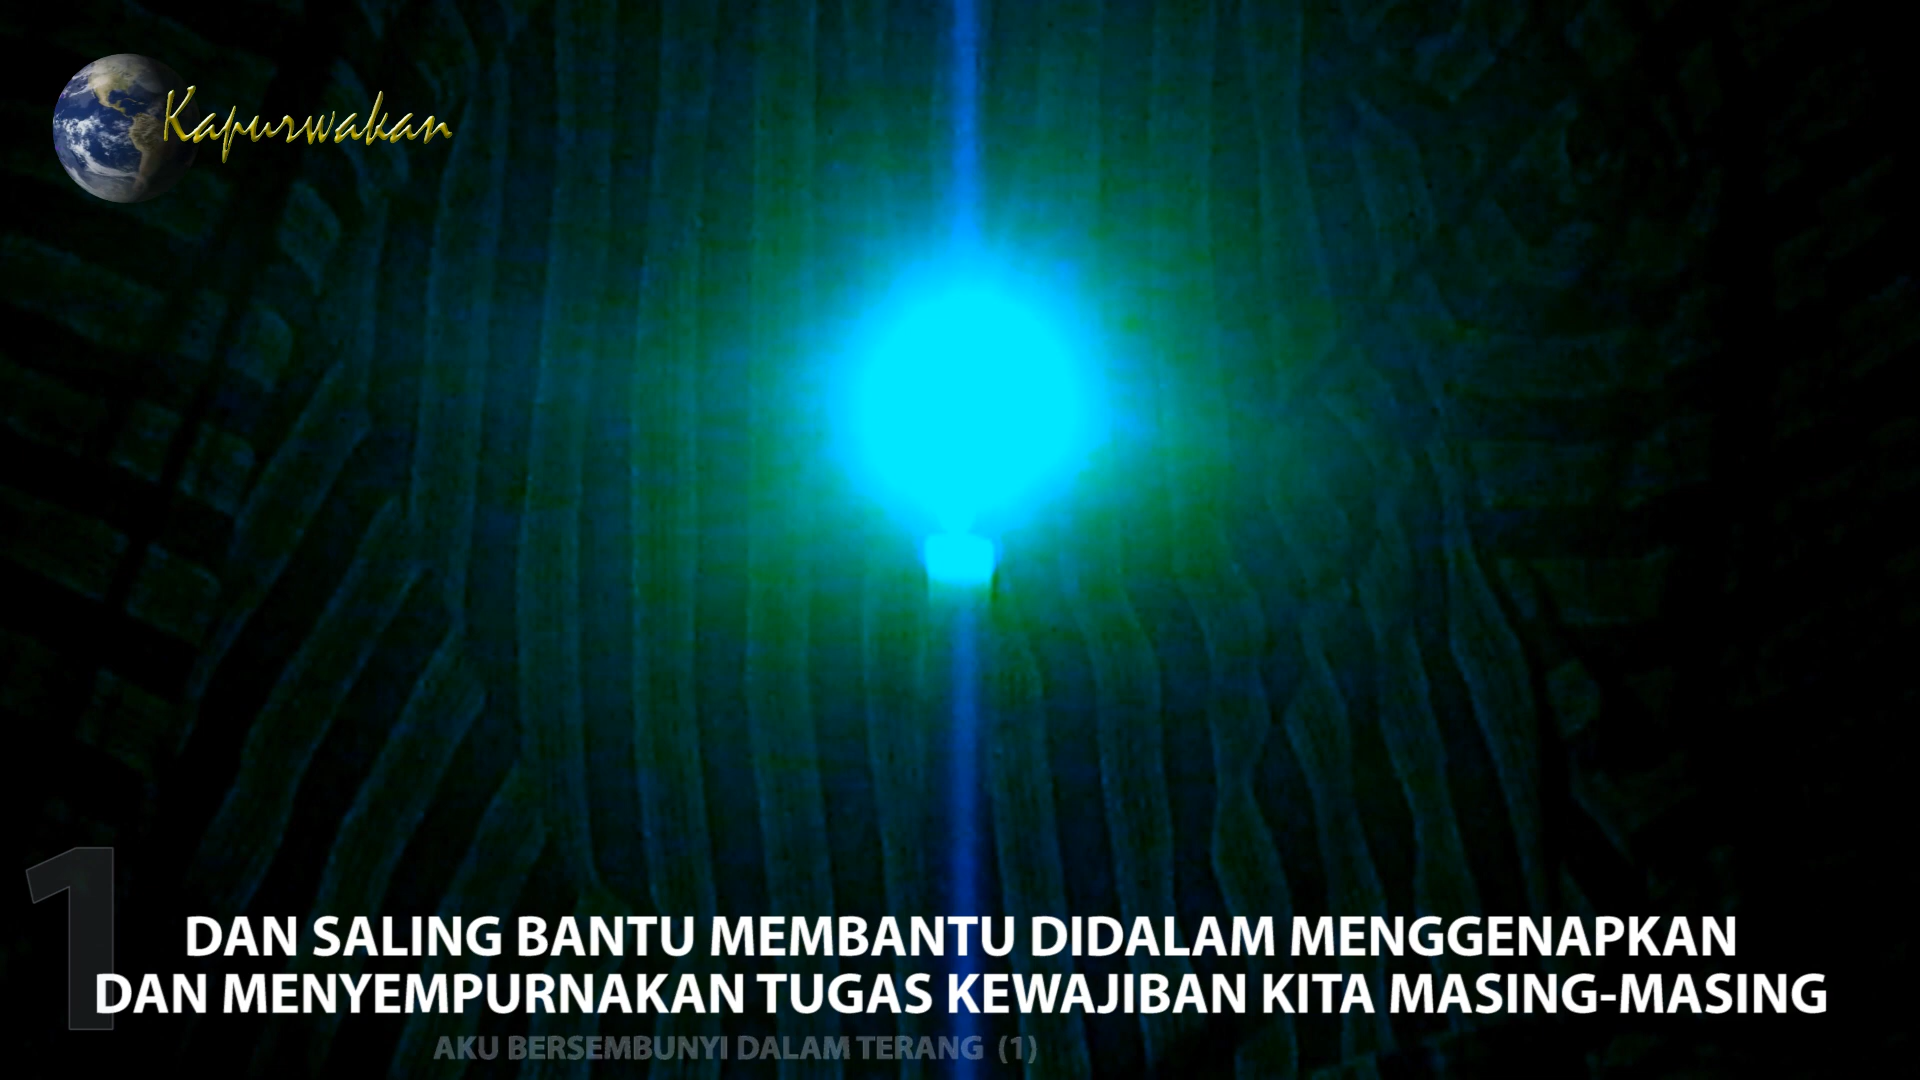 Kapurwakan
1
DAN SALING BANTU MEMBANTU DIDALAM MENGGENAPKAN
DAN MENYEMPURNAKAN TUGAS KEWAJIBAN KITA MASING-MASING
AKU BERSEMBUNYI DALAM TERANG (1)